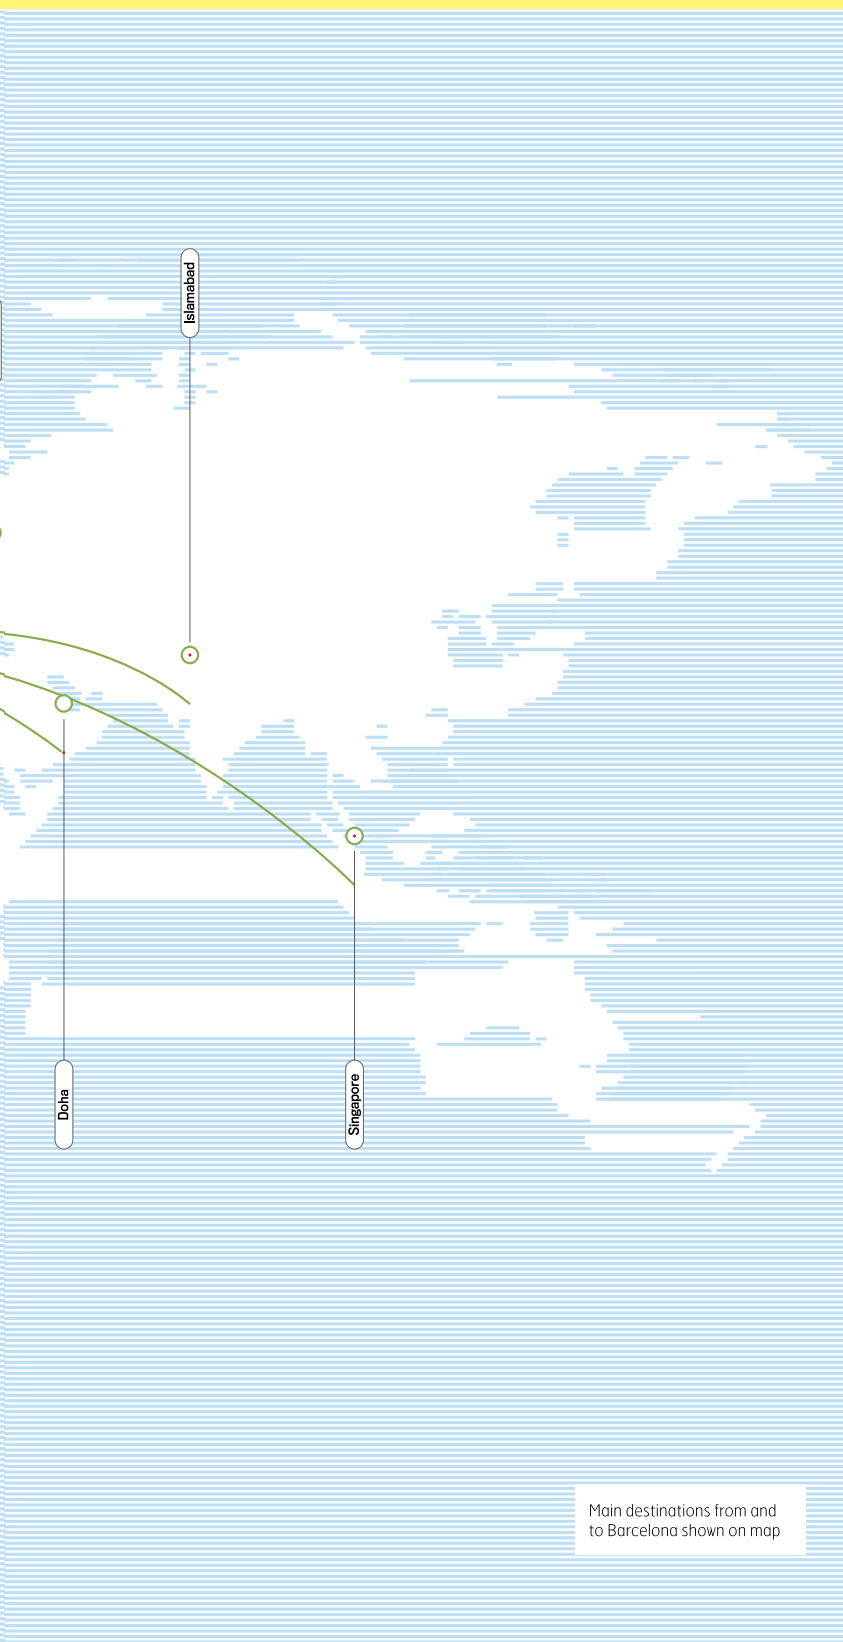 Islamabad
Doha
Singapore
Main destinations from and
to Barcelona shown on map